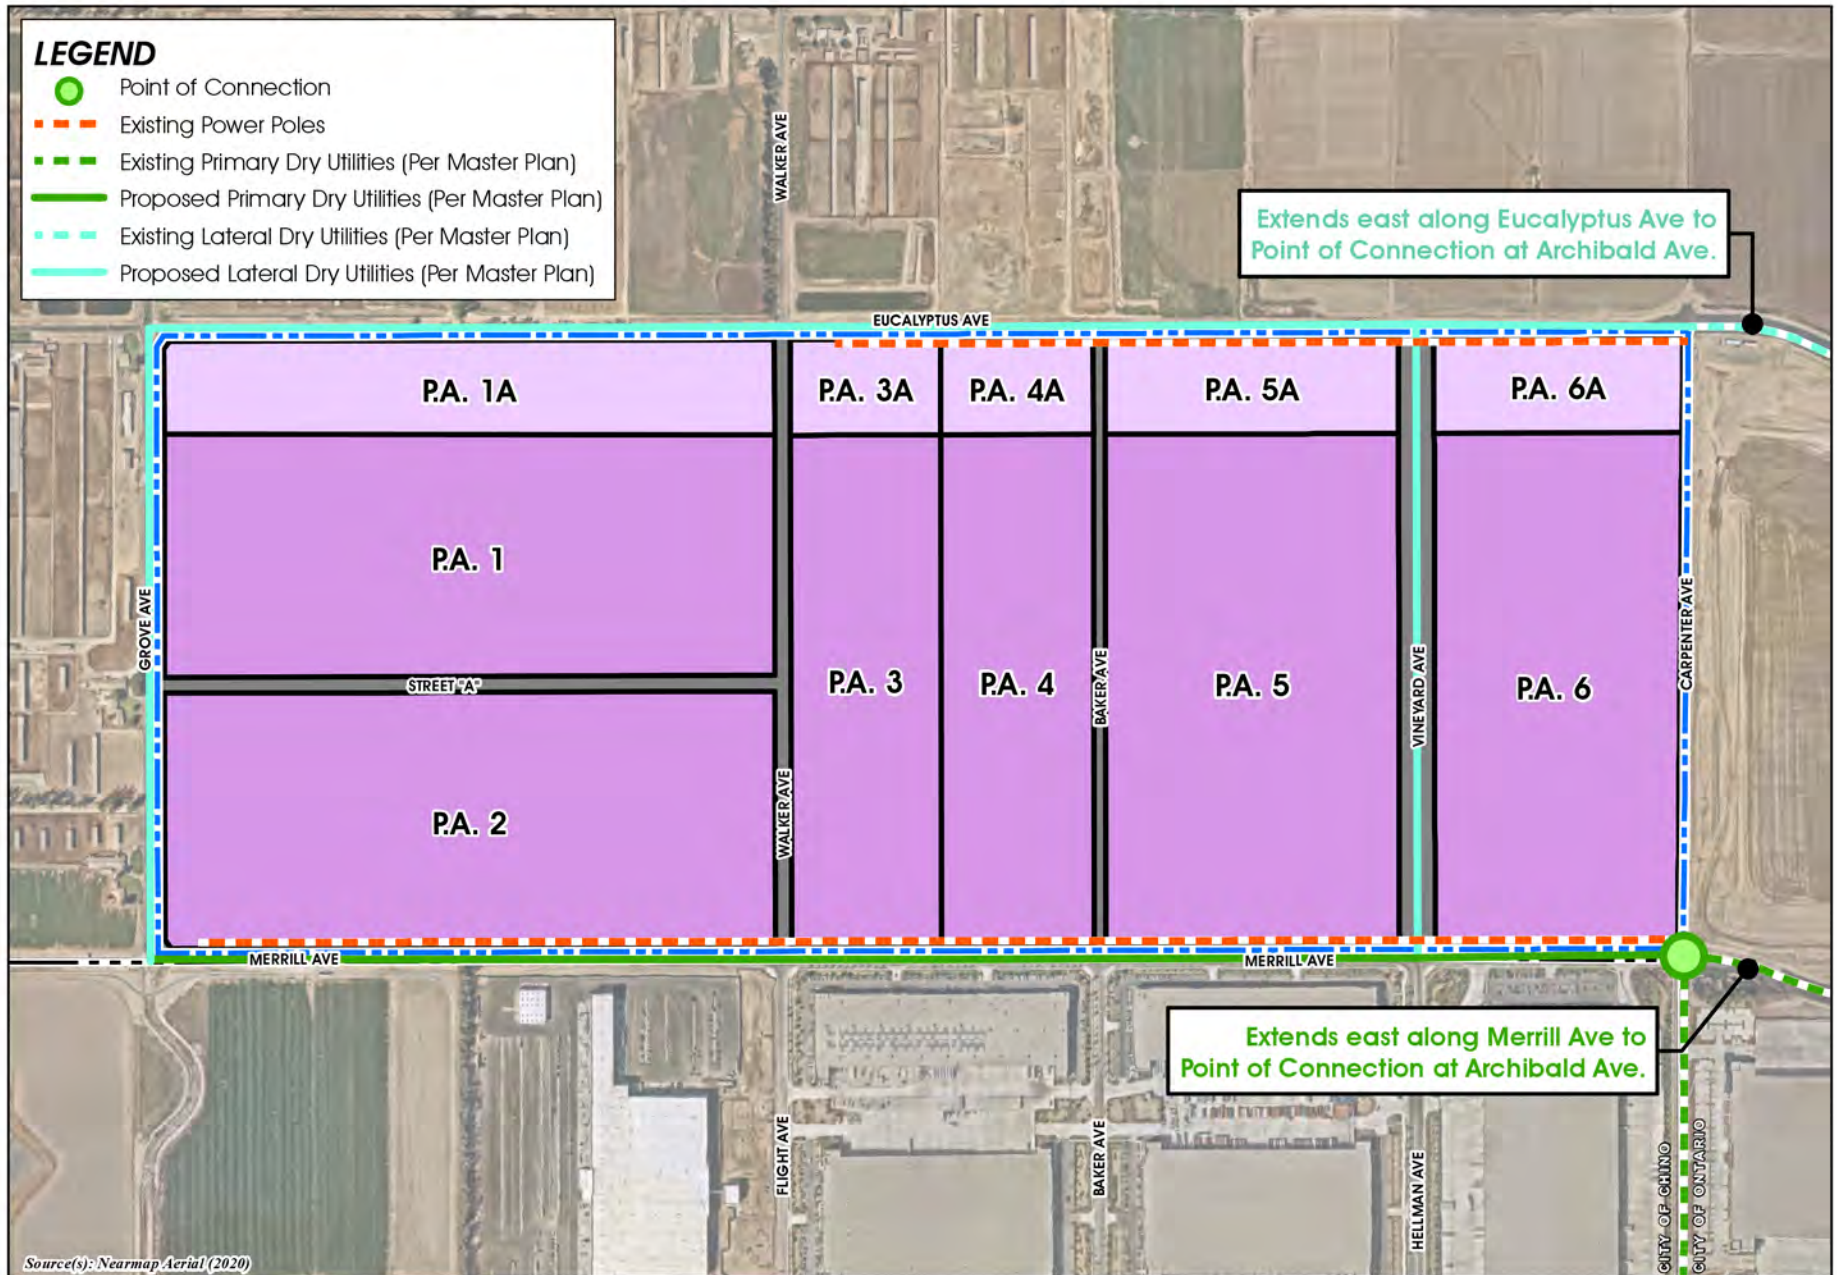 LEGEND
Point of Connection
Existing Power Poles
Existing Primary Dry Utilities (Per Master Plan)
Proposed Primary Dry Utilities (Per Master Plan)
Existing Lateral Dry Utilities (Per Master Plan)
Proposed Lateral Dry Utilities (Per Master Plan)
WALKER AVE
Extends east along Eucalyptus Ave to
Point of Connection at Archibald Ave.
EUCALYPTUS AVE
P.A. 1A
P.A. 3A
P.A. 4A
P.A. 5A
P.A. 6A
P.A. 1
GROVE AVE
STREET "A"
P.A. 3
P.A. 4
BAKER AVE
P.A. 5
VINEYARD AVE
P.A. 6
CARPENTER AVE
P.A. 2
WALKER AVE
MERRILL AVE
MERRILL AVE
Extends east along Merrill Ave to
Point of Connection at Archibald Ave.
FLIGHT AVE
BAKER AVE
HELLMAN AVE
CITY OF CHINO
CITY OF ONTARIO
Source(s): Nearmap Aerial (2020)